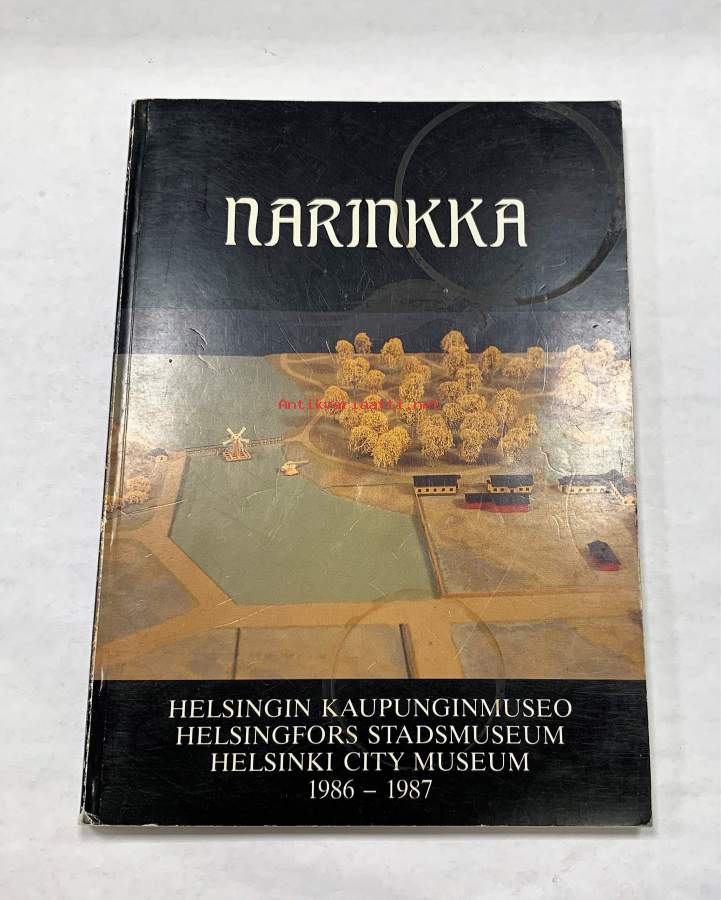 NARINKKA
Antikvariaatti.net
HELSINGIN KAUPUNGINMUSEO
HELSINGFORS STADSMUSEUM
HELSINKI CITY MUSEUM
1986 – 1987